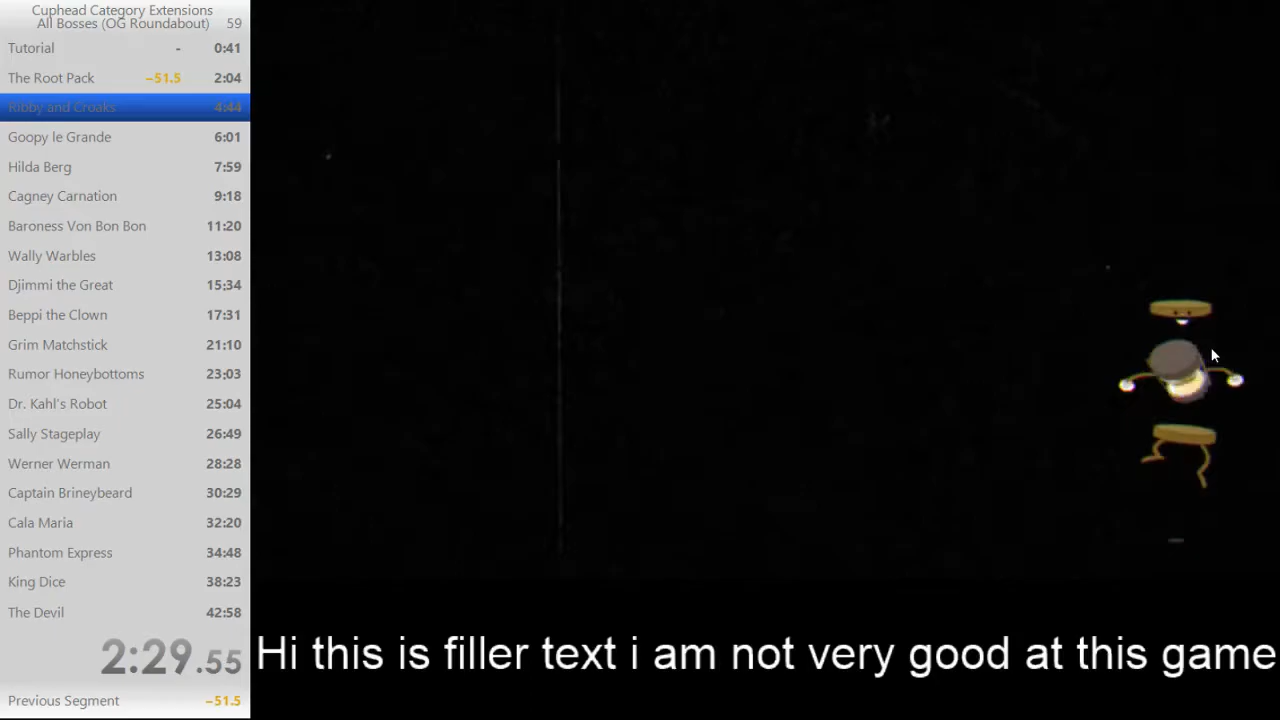 Cuphead Category Extensions
All Bosses (OG Roundabout) 59
Tutorial - 0:41
The Root Pack −51.5 2:04
Ribby and Croaks 4:44
Goopy le Grande 6:01
Hilda Berg 7:59
Cagney Carnation 9:18
Baroness Von Bon Bon 11:20
Wally Warbles 13:08
Djimmi the Great 15:34
Beppi the Clown 17:31
Grim Matchstick 21:10
Rumor Honeybottoms 23;03
Dr. Kahl's Robot 25:04
Sally Stageplay 26:49
Werner Werman 28:28
Captain Brineybeard 30:29
Cala Maria 32:20
Phantom Express 34:48
King Dice 38:23
The Devil 42:58
2:29.55
Hi this is filler text i am not very good at this game
Previous Segment −51.5